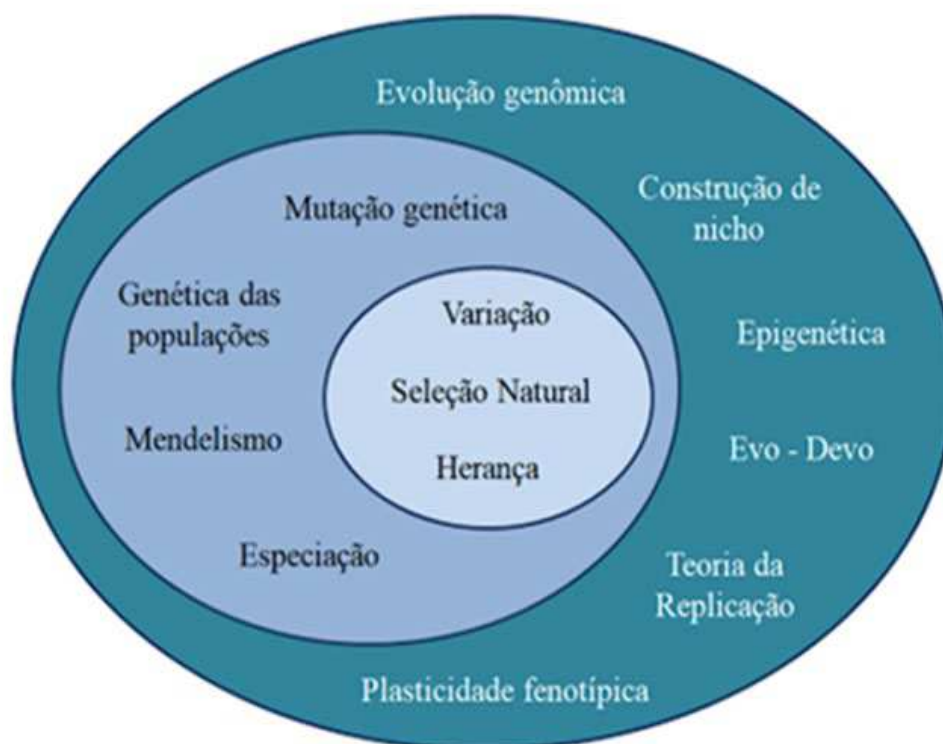 Evolução genômica
Construção de
nicho
Mutação genética
Genética das
populações
Variação
Epigenética
Seleção Natural
Mendelismo
Evo - Devo
Herança
Especiação
Teoria da
Replicação
Plasticidade fenotípica